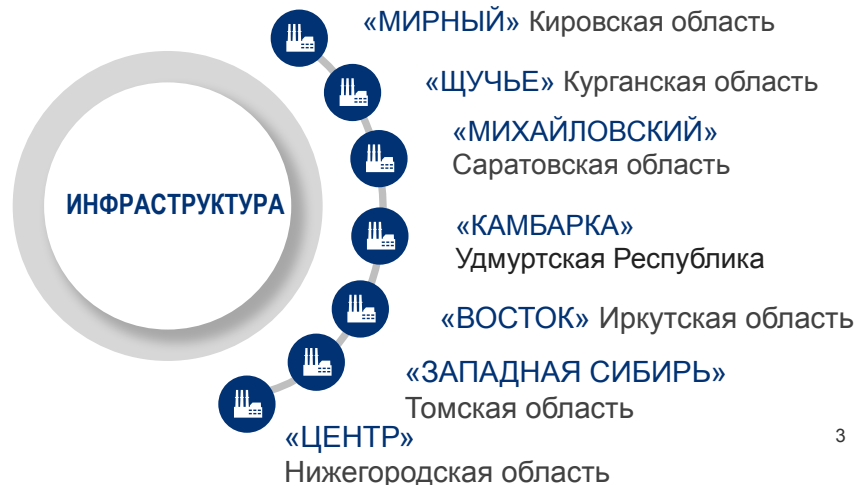 «МИРНЫЙ» Кировская область
«ЩУЧЬЕ» Курганская область
«МИХАЙЛОВСКИЙ»
Саратовская область
ИНФРАСТРУКТУРА
«КАМБАРКА»
Удмуртская Республика
«ВОСТОК» Иркутская область
«ЗАПАДНАЯ СИБИРЬ»
Томская область
«ЦЕНТР»
Нижегородская область
3